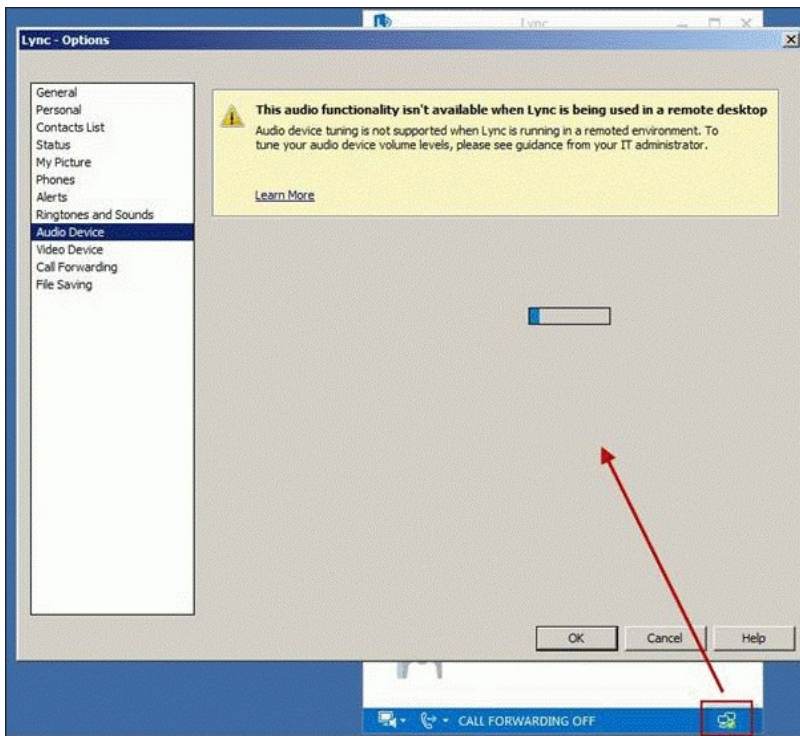 Lync
Lync - Options
General
Personal
Contacts List
Status
My Picture
Phones
Alerts
Ringtones and Sounds
Audio Device
Video Device
Call Forwarding
File Saving
This audio functionality isn't available when Lync is being used in a remote desktop
Audio device tuning is not supported when Lync is running in a remoted environment. To
tune your audio device volume levels, please see guidance from your IT administrator.
Learn More
OK Cancel Help
CALL FORWARDING OFF